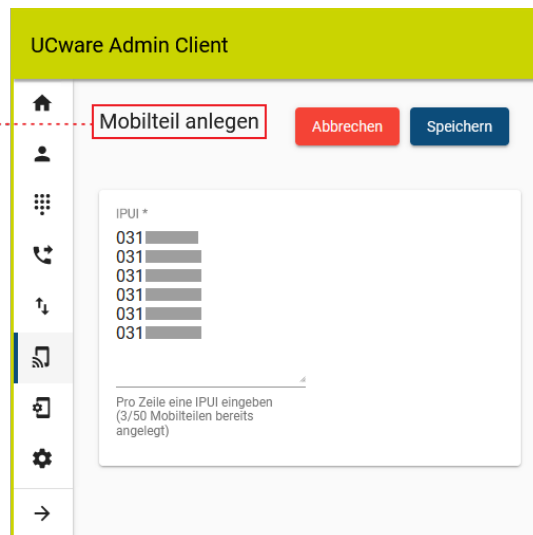 UCware Admin Client
Mobilteil anlegen
Abbrechen
Speichern
IPUI *
031
031
031
031
031
031
Pro Zeile eine IPUI eingeben
(3/50 Mobilteilen bereits
angelegt)